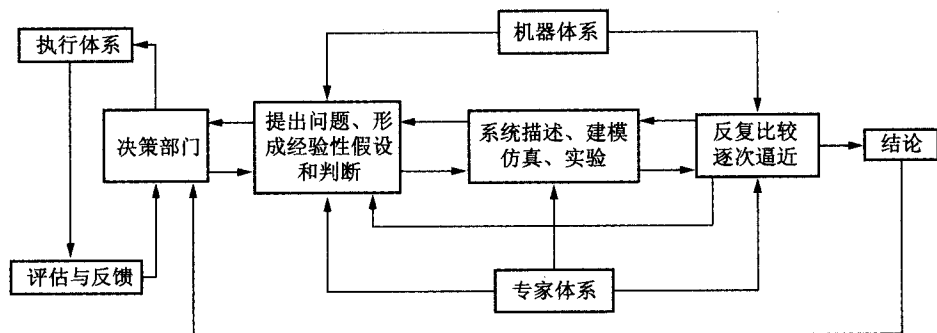 执行体系
机器体系
决策部门
提出问题、形
成经验性假设
和判断
系统描述、建模
仿真、实验
反复比较
逐次逼近
结论
评估与反馈
专家体系